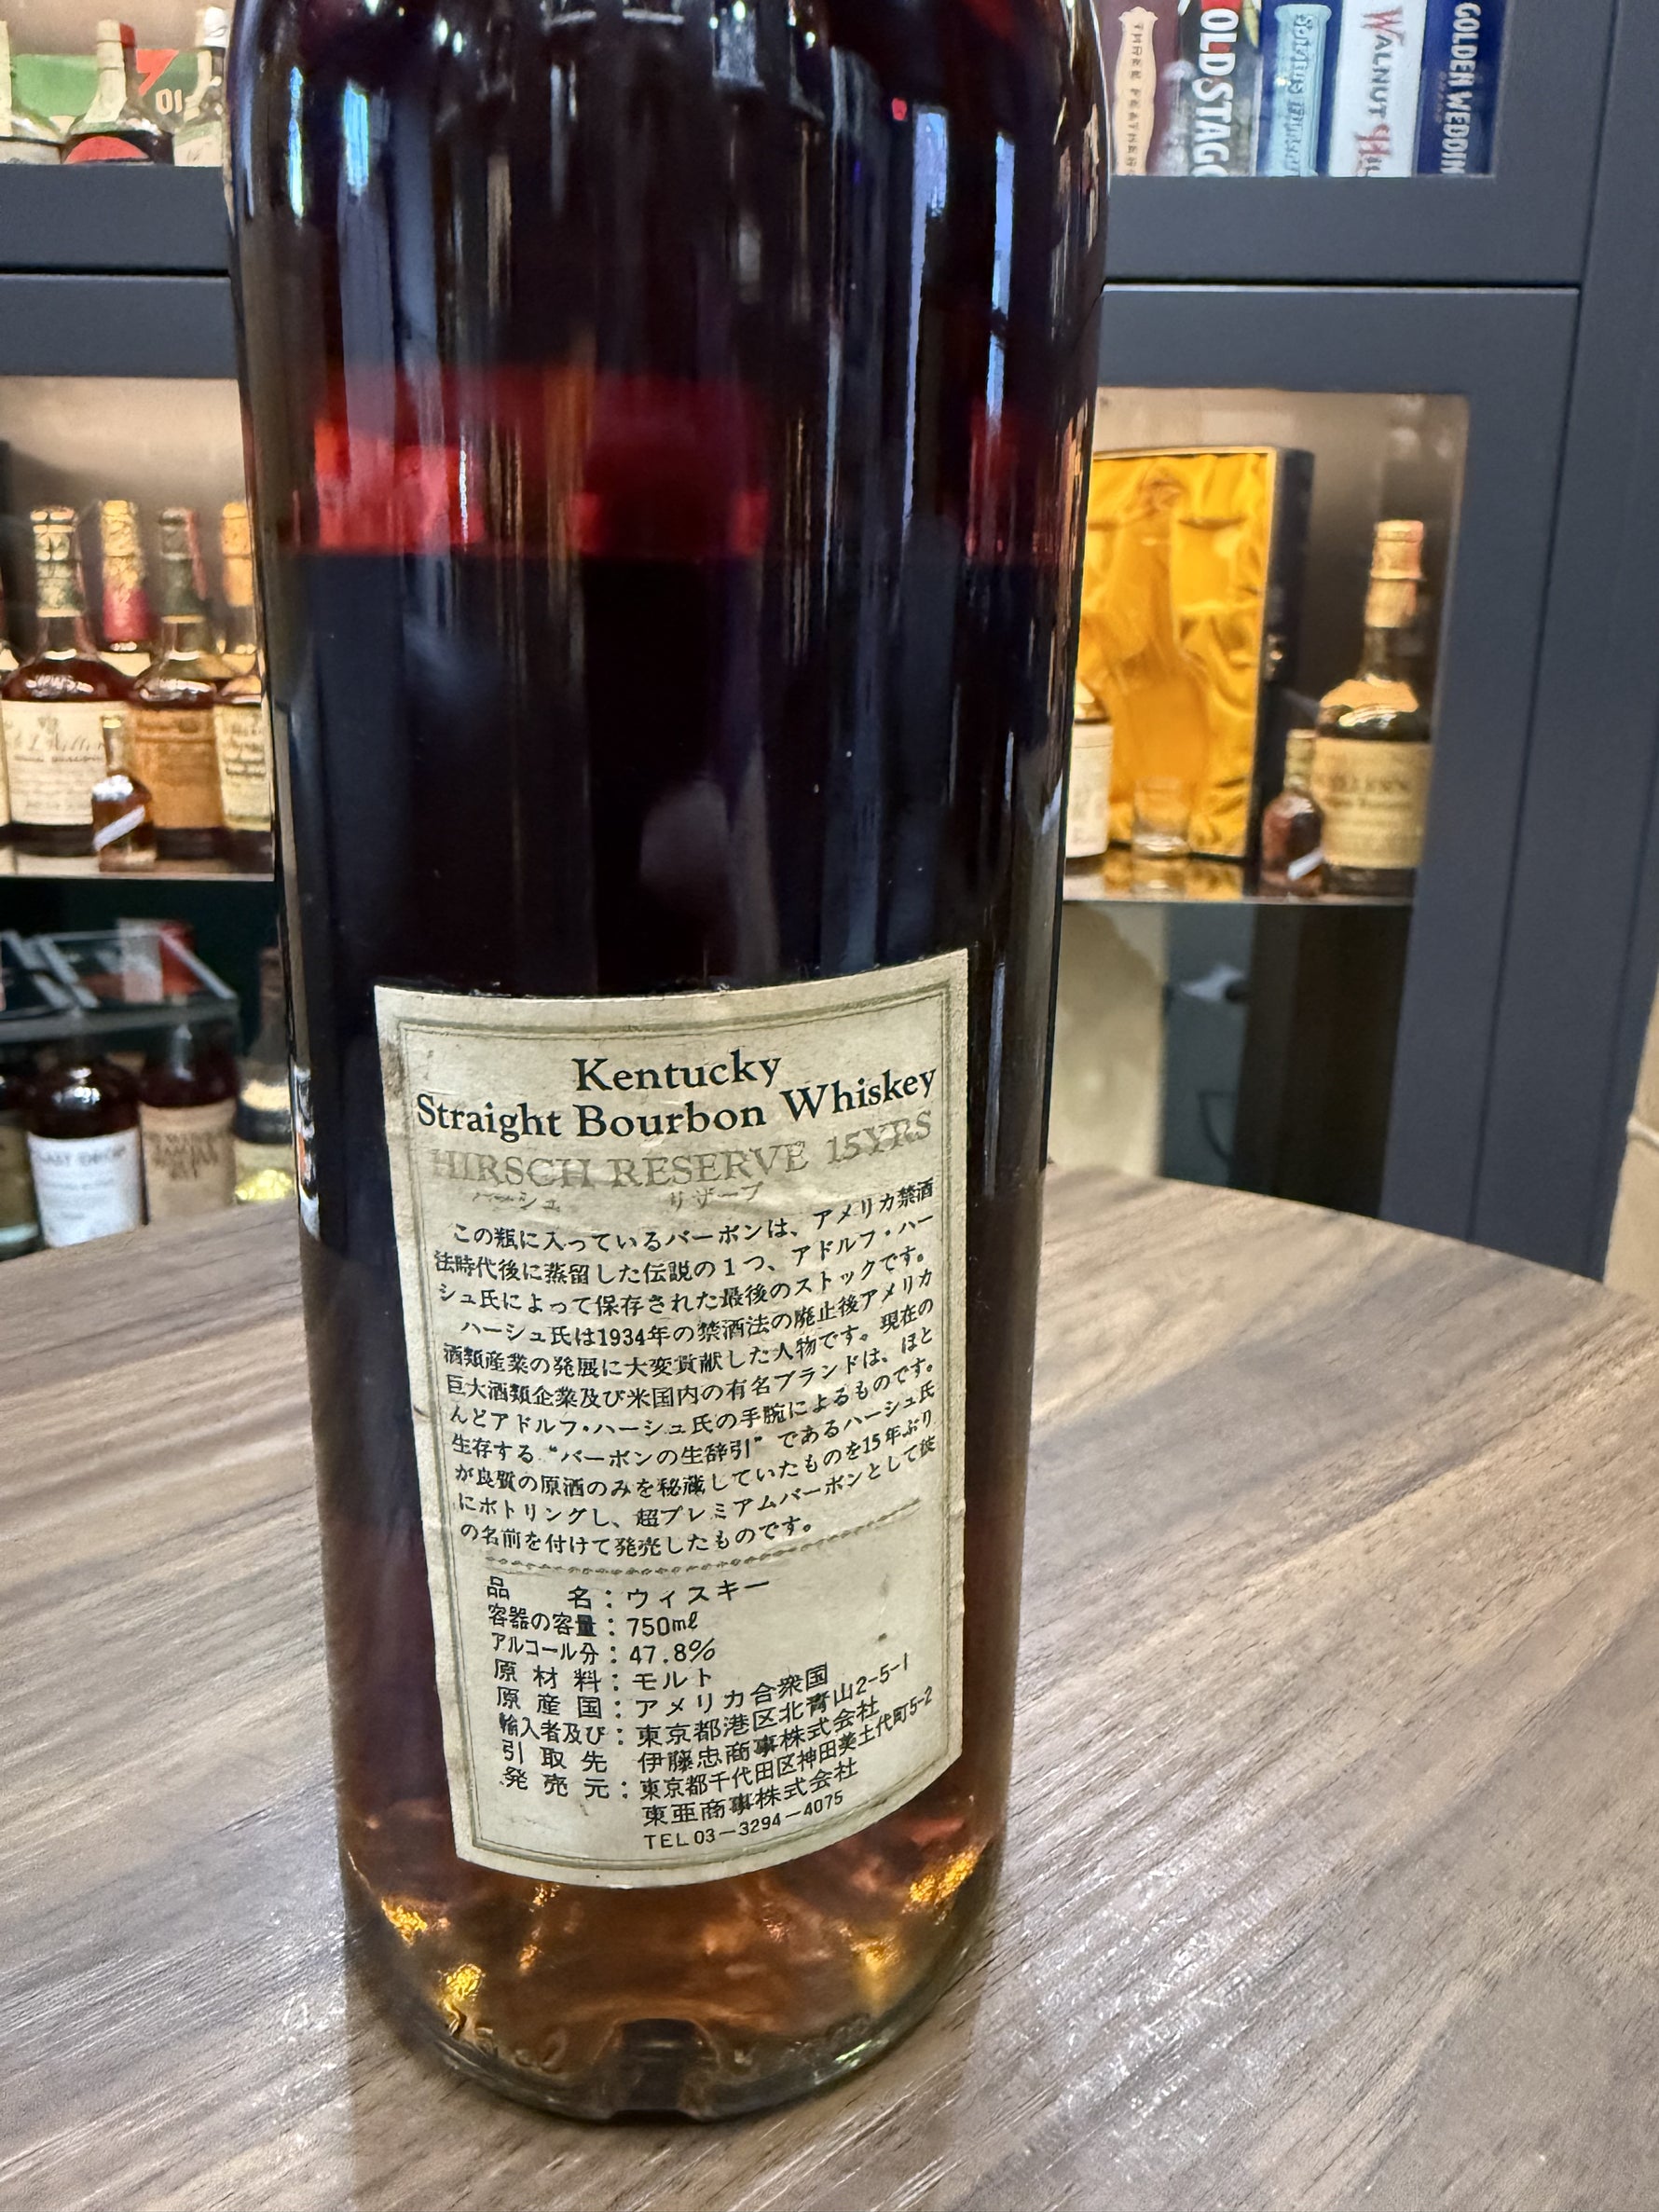 THREE FEATHER
OLD STAGG
WALNUT Hi
GOLDEN WEDDIN
Kentucky
Straight Bourbon Whiskey
HIRSCH RESERVE 15YRS
ハーシュ リザーブ
この瓶に入っているバーボンは、アメリカ禁酒
法時代後に蒸留した伝説の1つ、アドルフ・ハー
シュ氏によって保存された最後のストックです。
ハーシュ氏は1934年の禁酒法の廃止後アメリカ
酒類産業の発展に大変貢献した人物です。現在の
巨大酒類企業及び米国内の有名ブランドは、ほと
んどアドルフ・ハーシュ氏の手腕によるものです。
生存する“バーボンの生辞引”であるハーシュ氏
が良質の原酒のみを秘蔵していたものを15年ぶり
にボトリングし、超プレミアムバーボンとして彼
の名前を付けて発売したものです。
品名：ウィスキー
容器の容量：750mℓ
アルコール分：47.8%
原材料：モルト
原産国：アメリカ合衆国
輸入者及び：東京都港区北青山2-5-1
引取先 伊藤忠商事株式会社
発売元：東京都千代田区神田美土代町5-2
東亜商事株式会社
TEL 03-3294-4075